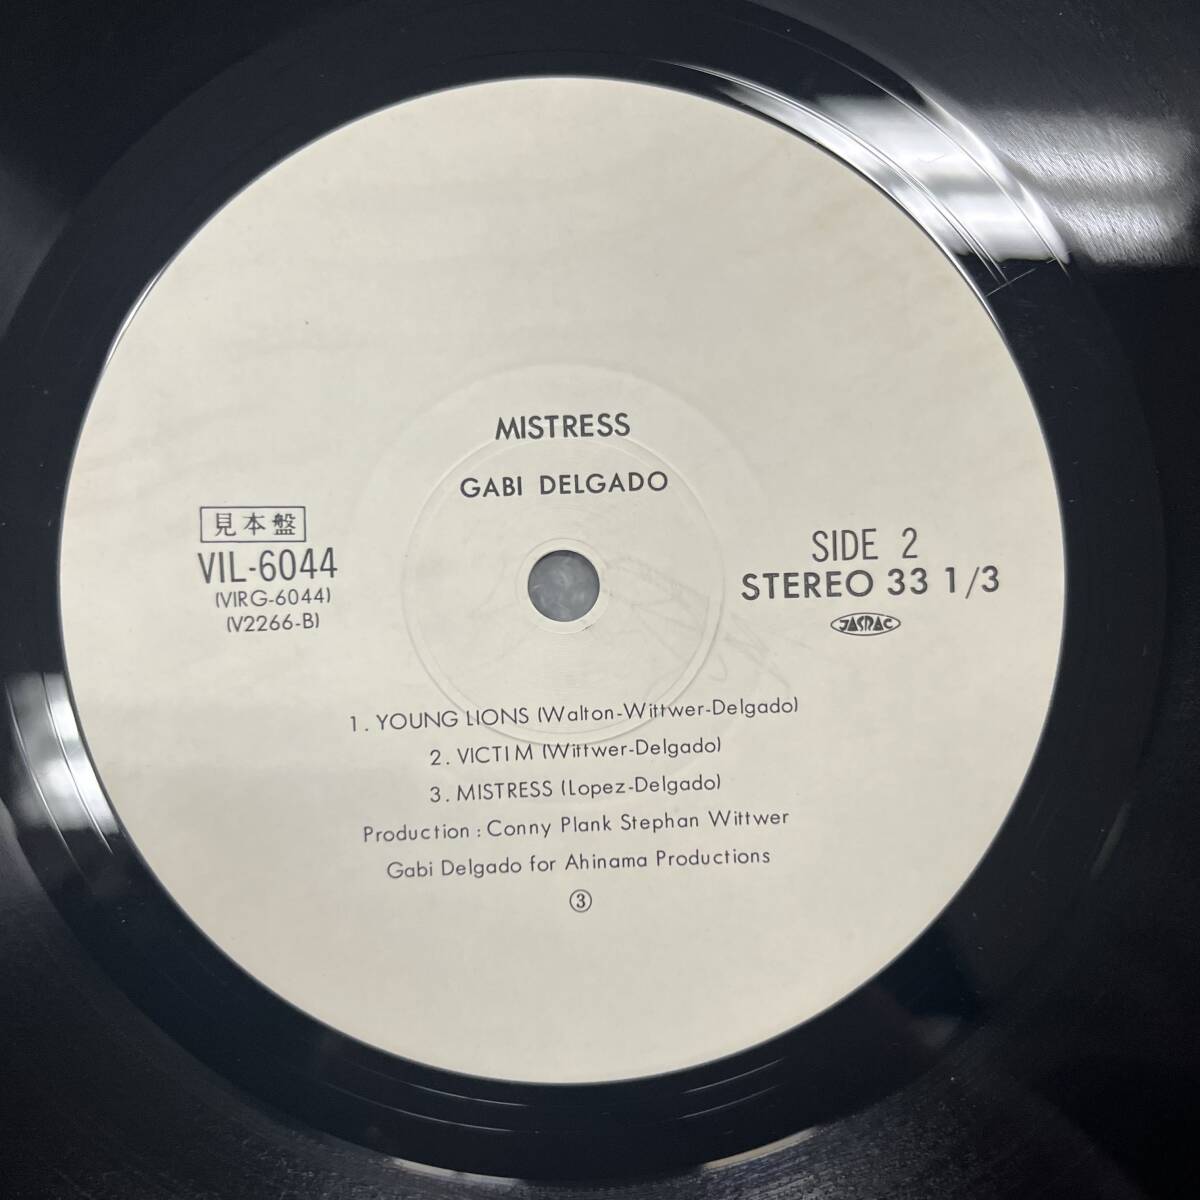 MISTRESS
GABI DELGADO
見本盤
VIL-6044
(VIRG-6044)
(V2266-B)
SIDE 2
STEREO 33 1/3
JASRAC
1. YOUNG LIONS (Walton-Wittwer-Delgado)
2. VICTIM (Wittwer-Delgado)
3. MISTRESS (Lopez-Delgado)
Production : Conny Plank Stephan Wittwer
Gabi Delgado for Ahinama Productions
③